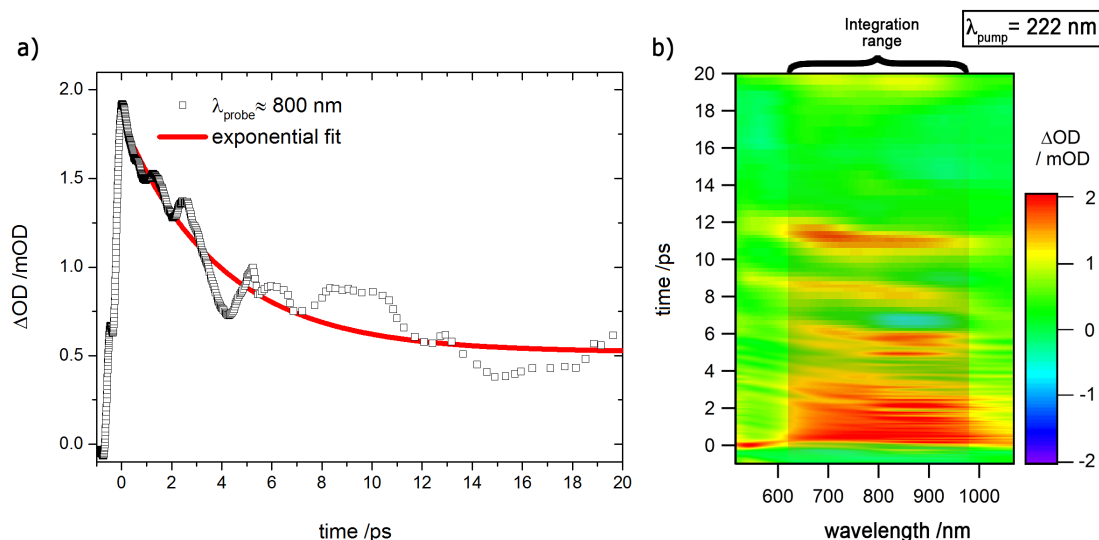 a)
λprobe≈ 800 nm
exponential fit
2.0
1.5
1.0
0.5
0.0
ΔOD /mOD
0 2 4 6 8 10 12 14 16 18 20
time /ps
b)
Integration
range
λpump= 222 nm
20
18
16
14
12
10
8
6
4
2
0
time /ps
600 700 800 900 1000
wavelength /nm
ΔOD
/ mOD
2
1
0
-1
-2